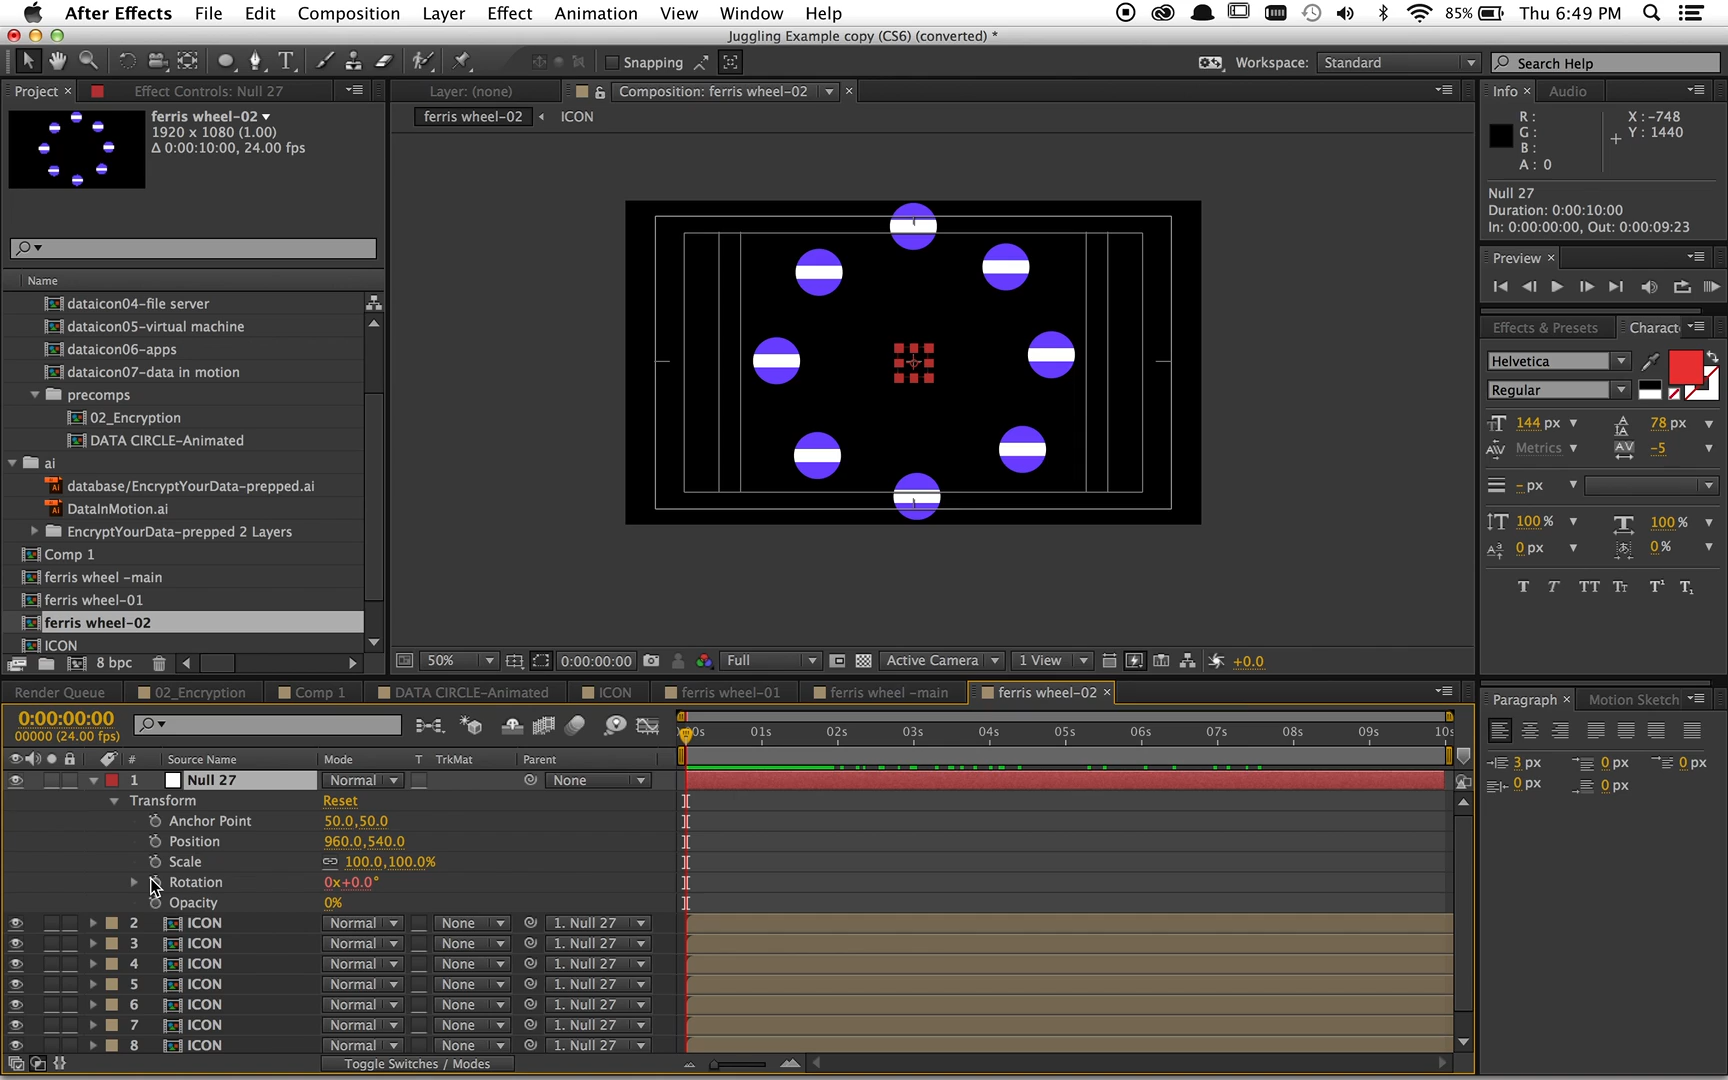 After Effects File Edit Composition Layer Effect Animation View Window Help 85% Thu 6:49 PM
Juggling Example copy (CS6) (converted) *
Snapping Workspace: Standard Search Help
Project × Effect Controls: Null 27 Layer: (none) Composition: ferris wheel-02 × Info × Audio
ferris wheel-02
1920 x 1080 (1.00)
Δ 0:00:10:00, 24.00 fps
ferris wheel-02 ICON
R :
G :
B :
A : 0
X : -748
Y : 1440
Null 27
Duration: 0:00:10:00
In: 0:00:00:00, Out: 0:00:09:23
Name
Preview ×
dataicon04-file server
dataicon05-virtual machine
dataicon06-apps
dataicon07-data in motion
precomps
02_Encryption
DATA CIRCLE-Animated
ai
database/EncryptYourData-prepped.ai
DataInMotion.ai
EncryptYourData-prepped 2 Layers
Comp 1
ferris wheel -main
ferris wheel-01
ferris wheel-02
ICON
8 bpc
Effects & Presets Charact
Helvetica
Regular
144 px 78 px
Metrics -5
- px
100 % 100 %
0 px 0 %
T T TT Tt T¹ T₁
50% 0:00:00:00 Full Active Camera 1 View +0.0
Render Queue 02_Encryption Comp 1 DATA CIRCLE-Animated ICON ferris wheel-01 ferris wheel -main ferris wheel-02 ×
Paragraph × Motion Sketch
3 px 0 px 0 px
0 px 0 px
0:00:00:00
00000 (24.00 fps)
00s 01s 02s 03s 04s 05s 06s 07s 08s 09s 10s
# Source Name Mode T TrkMat Parent
1 Null 27 Normal None
Transform Reset
Anchor Point 50.0,50.0
Position 960.0,540.0
Scale 100.0,100.0%
Rotation 0x+0.0°
Opacity 0%
2 ICON Normal None 1. Null 27
3 ICON Normal None 1. Null 27
4 ICON Normal None 1. Null 27
5 ICON Normal None 1. Null 27
6 ICON Normal None 1. Null 27
7 ICON Normal None 1. Null 27
8 ICON Normal None 1. Null 27
Toggle Switches / Modes